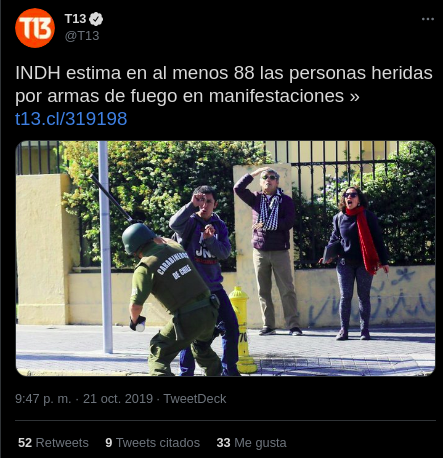 T13
T13
@T13
INDH estima en al menos 88 las personas heridas
por armas de fuego en manifestaciones »
t13.cl/319198
CARABINEROS
DE CHILE
9:47 p. m. · 21 oct. 2019 · TweetDeck
52 Retweets 9 Tweets citados 33 Me gusta